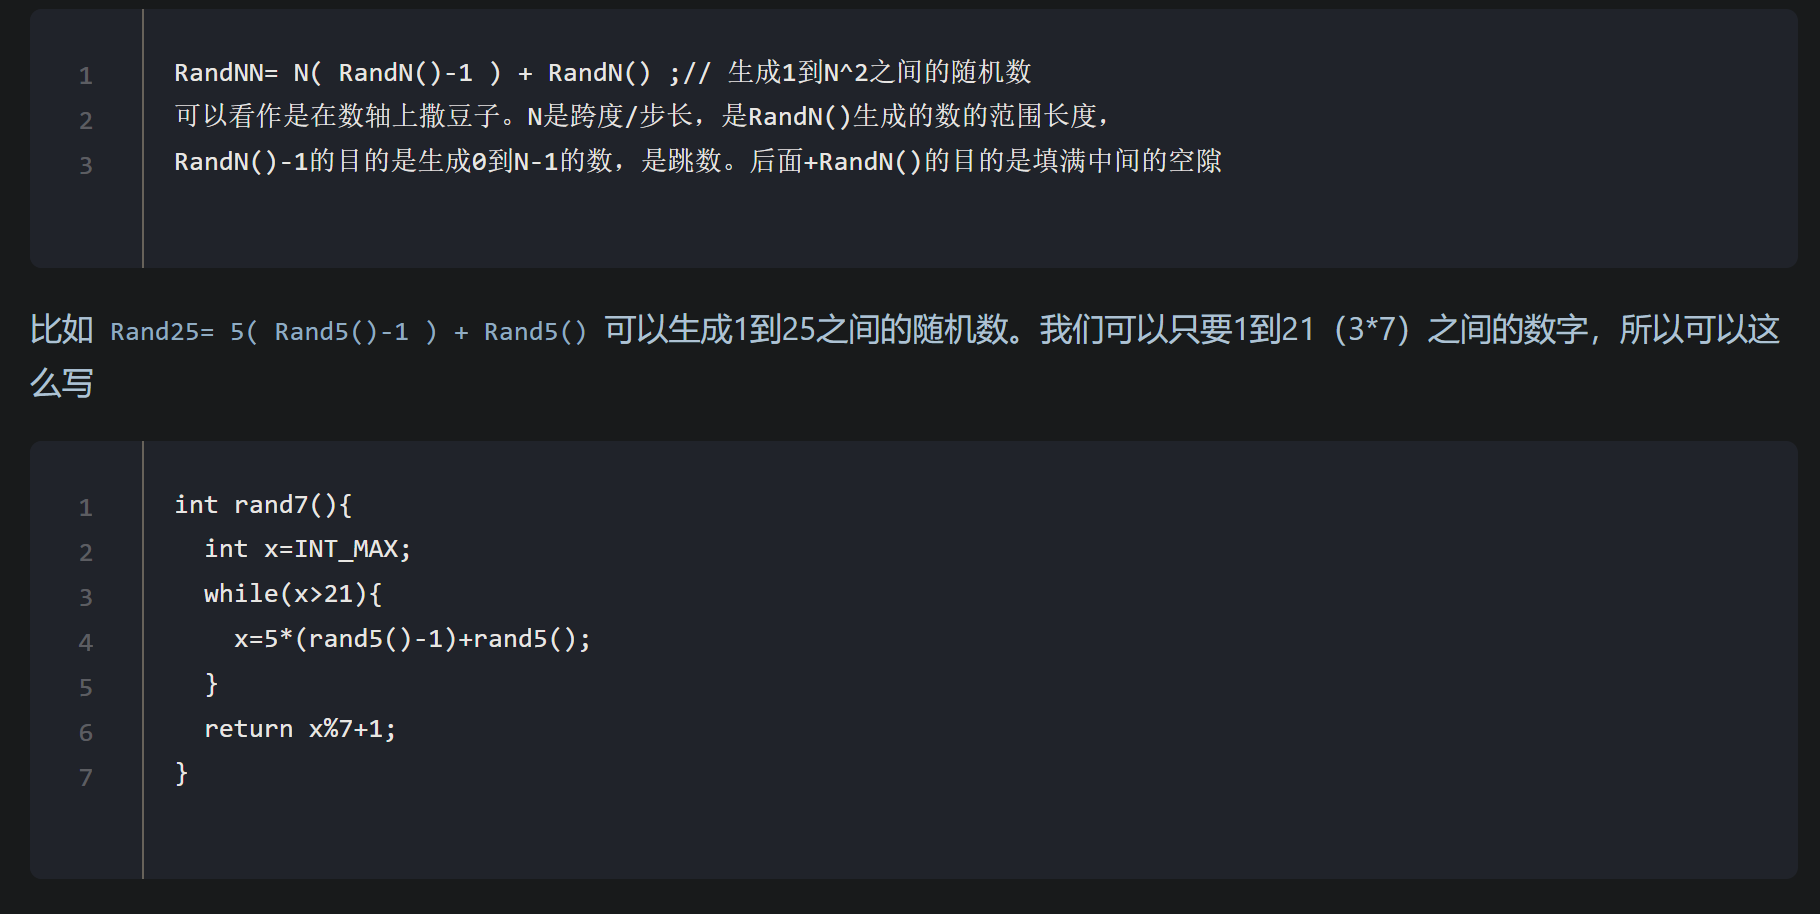 1 RandNN= N( RandN()-1 ) + RandN() ;// 生成1到N^2之间的随机数
2 可以看作是在数轴上撒豆子。N是跨度/步长，是RandN()生成的数的范围长度，
3 RandN()-1的目的是生成0到N-1的数，是跳数。后面+RandN()的目的是填满中间的空隙
比如 Rand25= 5( Rand5()-1 ) + Rand5() 可以生成1到25之间的随机数。我们可以只要1到21（3*7）之间的数字，所以可以这
么写
1 int rand7(){
2   int x=INT_MAX;
3   while(x>21){
4     x=5*(rand5()-1)+rand5();
5   }
6   return x%7+1;
7 }